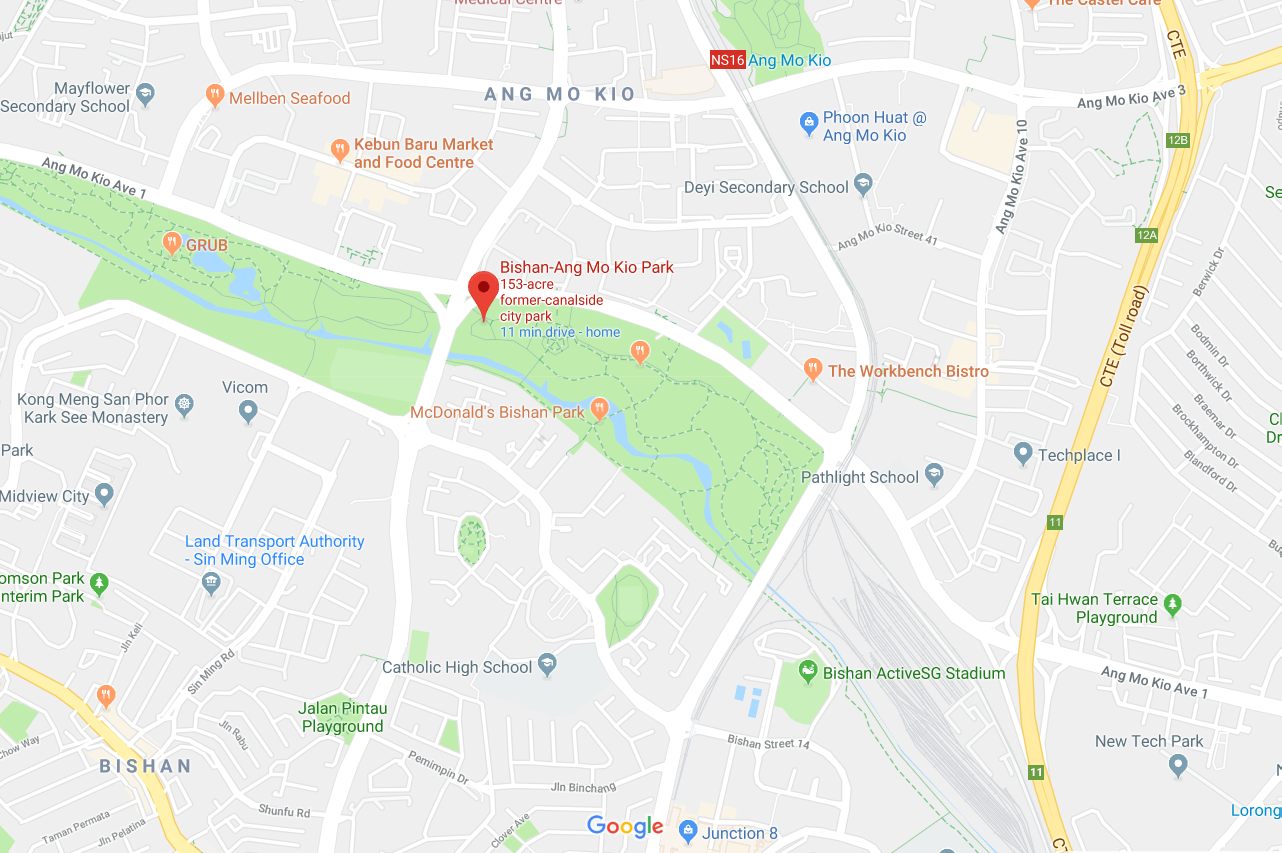 Medical Centre
The Castel Cafe
CTE
NS16 Ang Mo Kio
Mayflower
Secondary School
Mellben Seafood
ANG MO KIO
Ang Mo Kio Ave 3
Phoon Huat @
Ang Mo Kio
12B
Kebun Baru Market
and Food Centre
Ang Mo Kio Ave 10
Ang Mo Kio Ave 1
Deyi Secondary School
Se
Ang Mo Kio Street 41
12A
GRUB
Berwick Dr
Bishan-Ang Mo Kio Park
153-acre
former-canalside
city park
11 min drive - home
CTE (Toll road)
Bodmin Dr
Borthwick Dr
Braemar Dr
Brockhampton Dr
Blandford Dr
The Workbench Bistro
Vicom
Kong Meng San Phor
Kark See Monastery
McDonald's Bishan Park
Dr
Park
Techplace I
Pathlight School
Midview City
11
Land Transport Authority
- Sin Ming Office
omson Park
nterim Park
Tai Hwan Terrace
Playground
Jln Keli
Sin Ming Rd
Catholic High School
Bishan ActiveSG Stadium
Ang Mo Kio Ave 1
Jalan Pintau
Playground
Jln Rabu
Chow Way
Bishan Street 14
New Tech Park
BISHAN
Pemimpin Dr
11
Jln Binchang
Shunfu Rd
Lorong
Taman Permata
Jln Pelatina
Clover Ave
Google
Junction 8